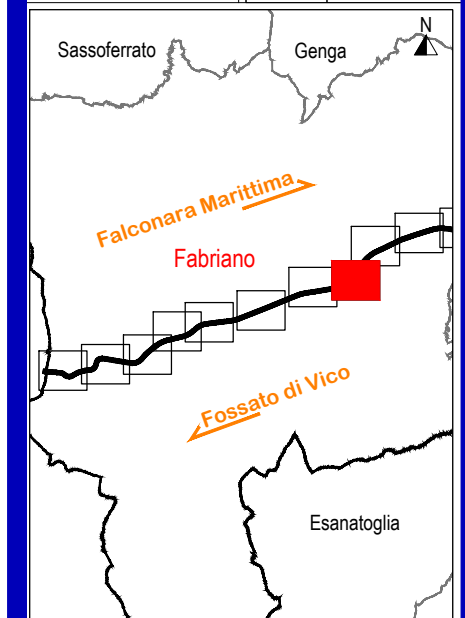 N
Sassoferrato
Genga
Falconara Marittima
Fabriano
Fossato di Vico
Esanatoglia